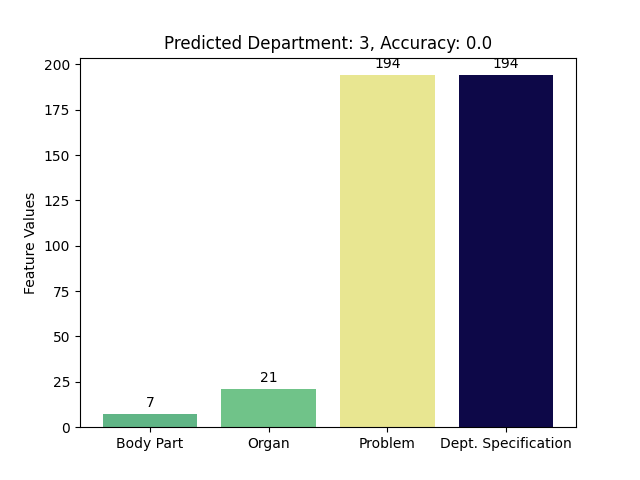 Predicted Department: 3, Accuracy: 0.0
Feature Values
200
175
150
125
100
75
50
25
0
7
21
194
194
Body Part
Organ
Problem
Dept. Specification